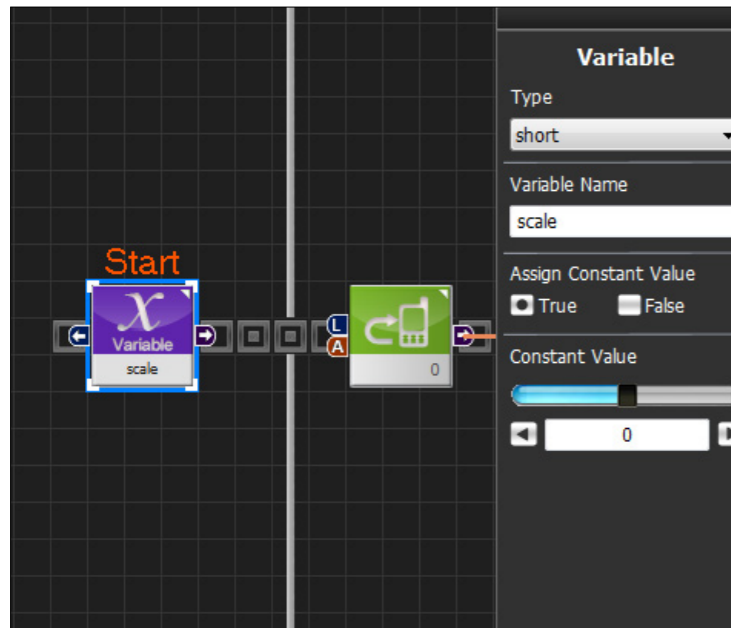 Start
Variable
scale
L
A
0
Variable
Type
short
Variable Name
scale
Assign Constant Value
True False
Constant Value
0